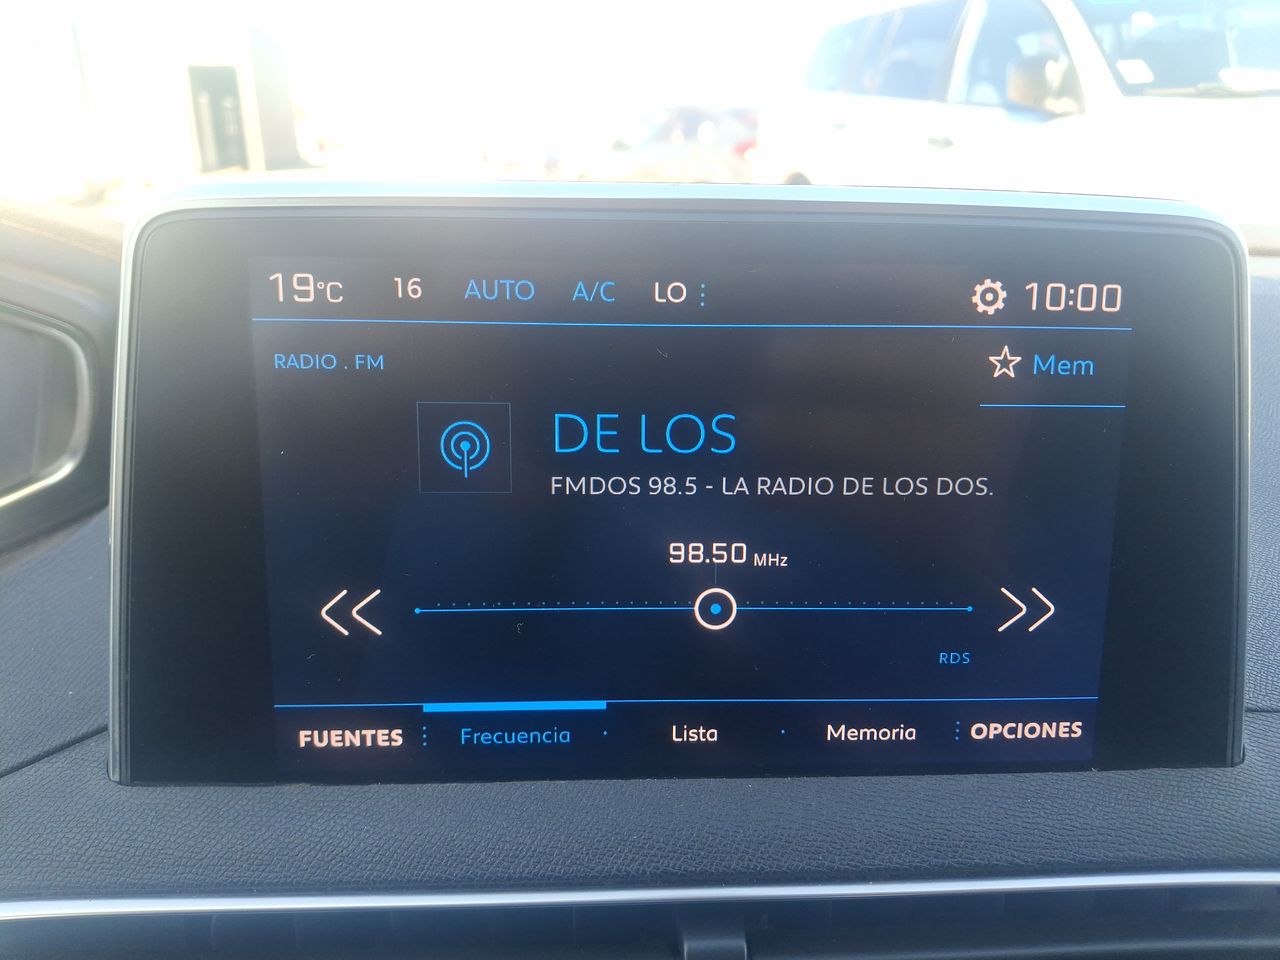 19°C 16 AUTO A/C LO 10:00
RADIO . FM
Mem
DE LOS
FMDOS 98.5 - LA RADIO DE LOS DOS.
98.50 MHz
RDS
FUENTES Frecuencia Lista Memoria OPCIONES